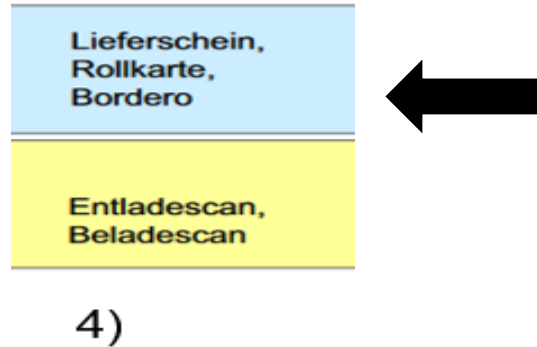 Lieferschein,
Rollkarte,
Bordero
Entladescan,
Beladescan
4)